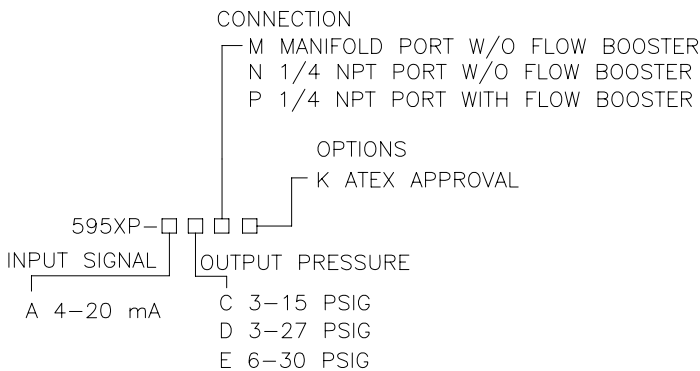 CONNECTION
M MANIFOLD PORT W/O FLOW BOOSTER
N 1/4 NPT PORT W/O FLOW BOOSTER
P 1/4 NPT PORT WITH FLOW BOOSTER
OPTIONS
K ATEX APPROVAL
595XP-□ □ □ □
INPUT SIGNAL
A 4-20 mA
OUTPUT PRESSURE
C 3-15 PSIG
D 3-27 PSIG
E 6-30 PSIG